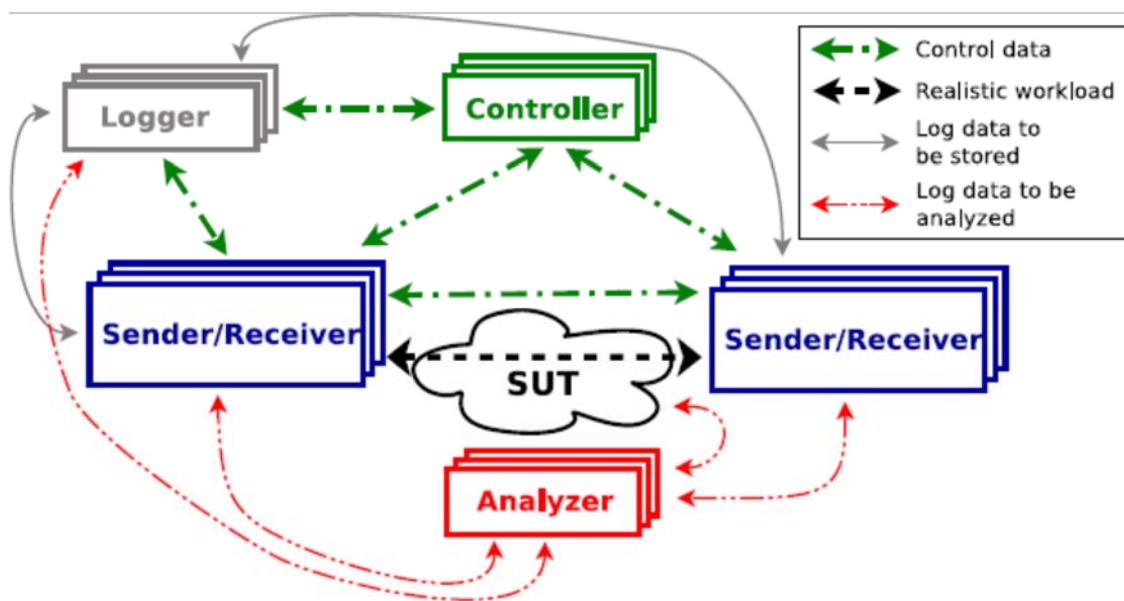 Logger
Controller
Control data
Realistic workload
Log data to
be stored
Log data to be
analyzed
Sender/Receiver
Sender/Receiver
SUT
Analyzer